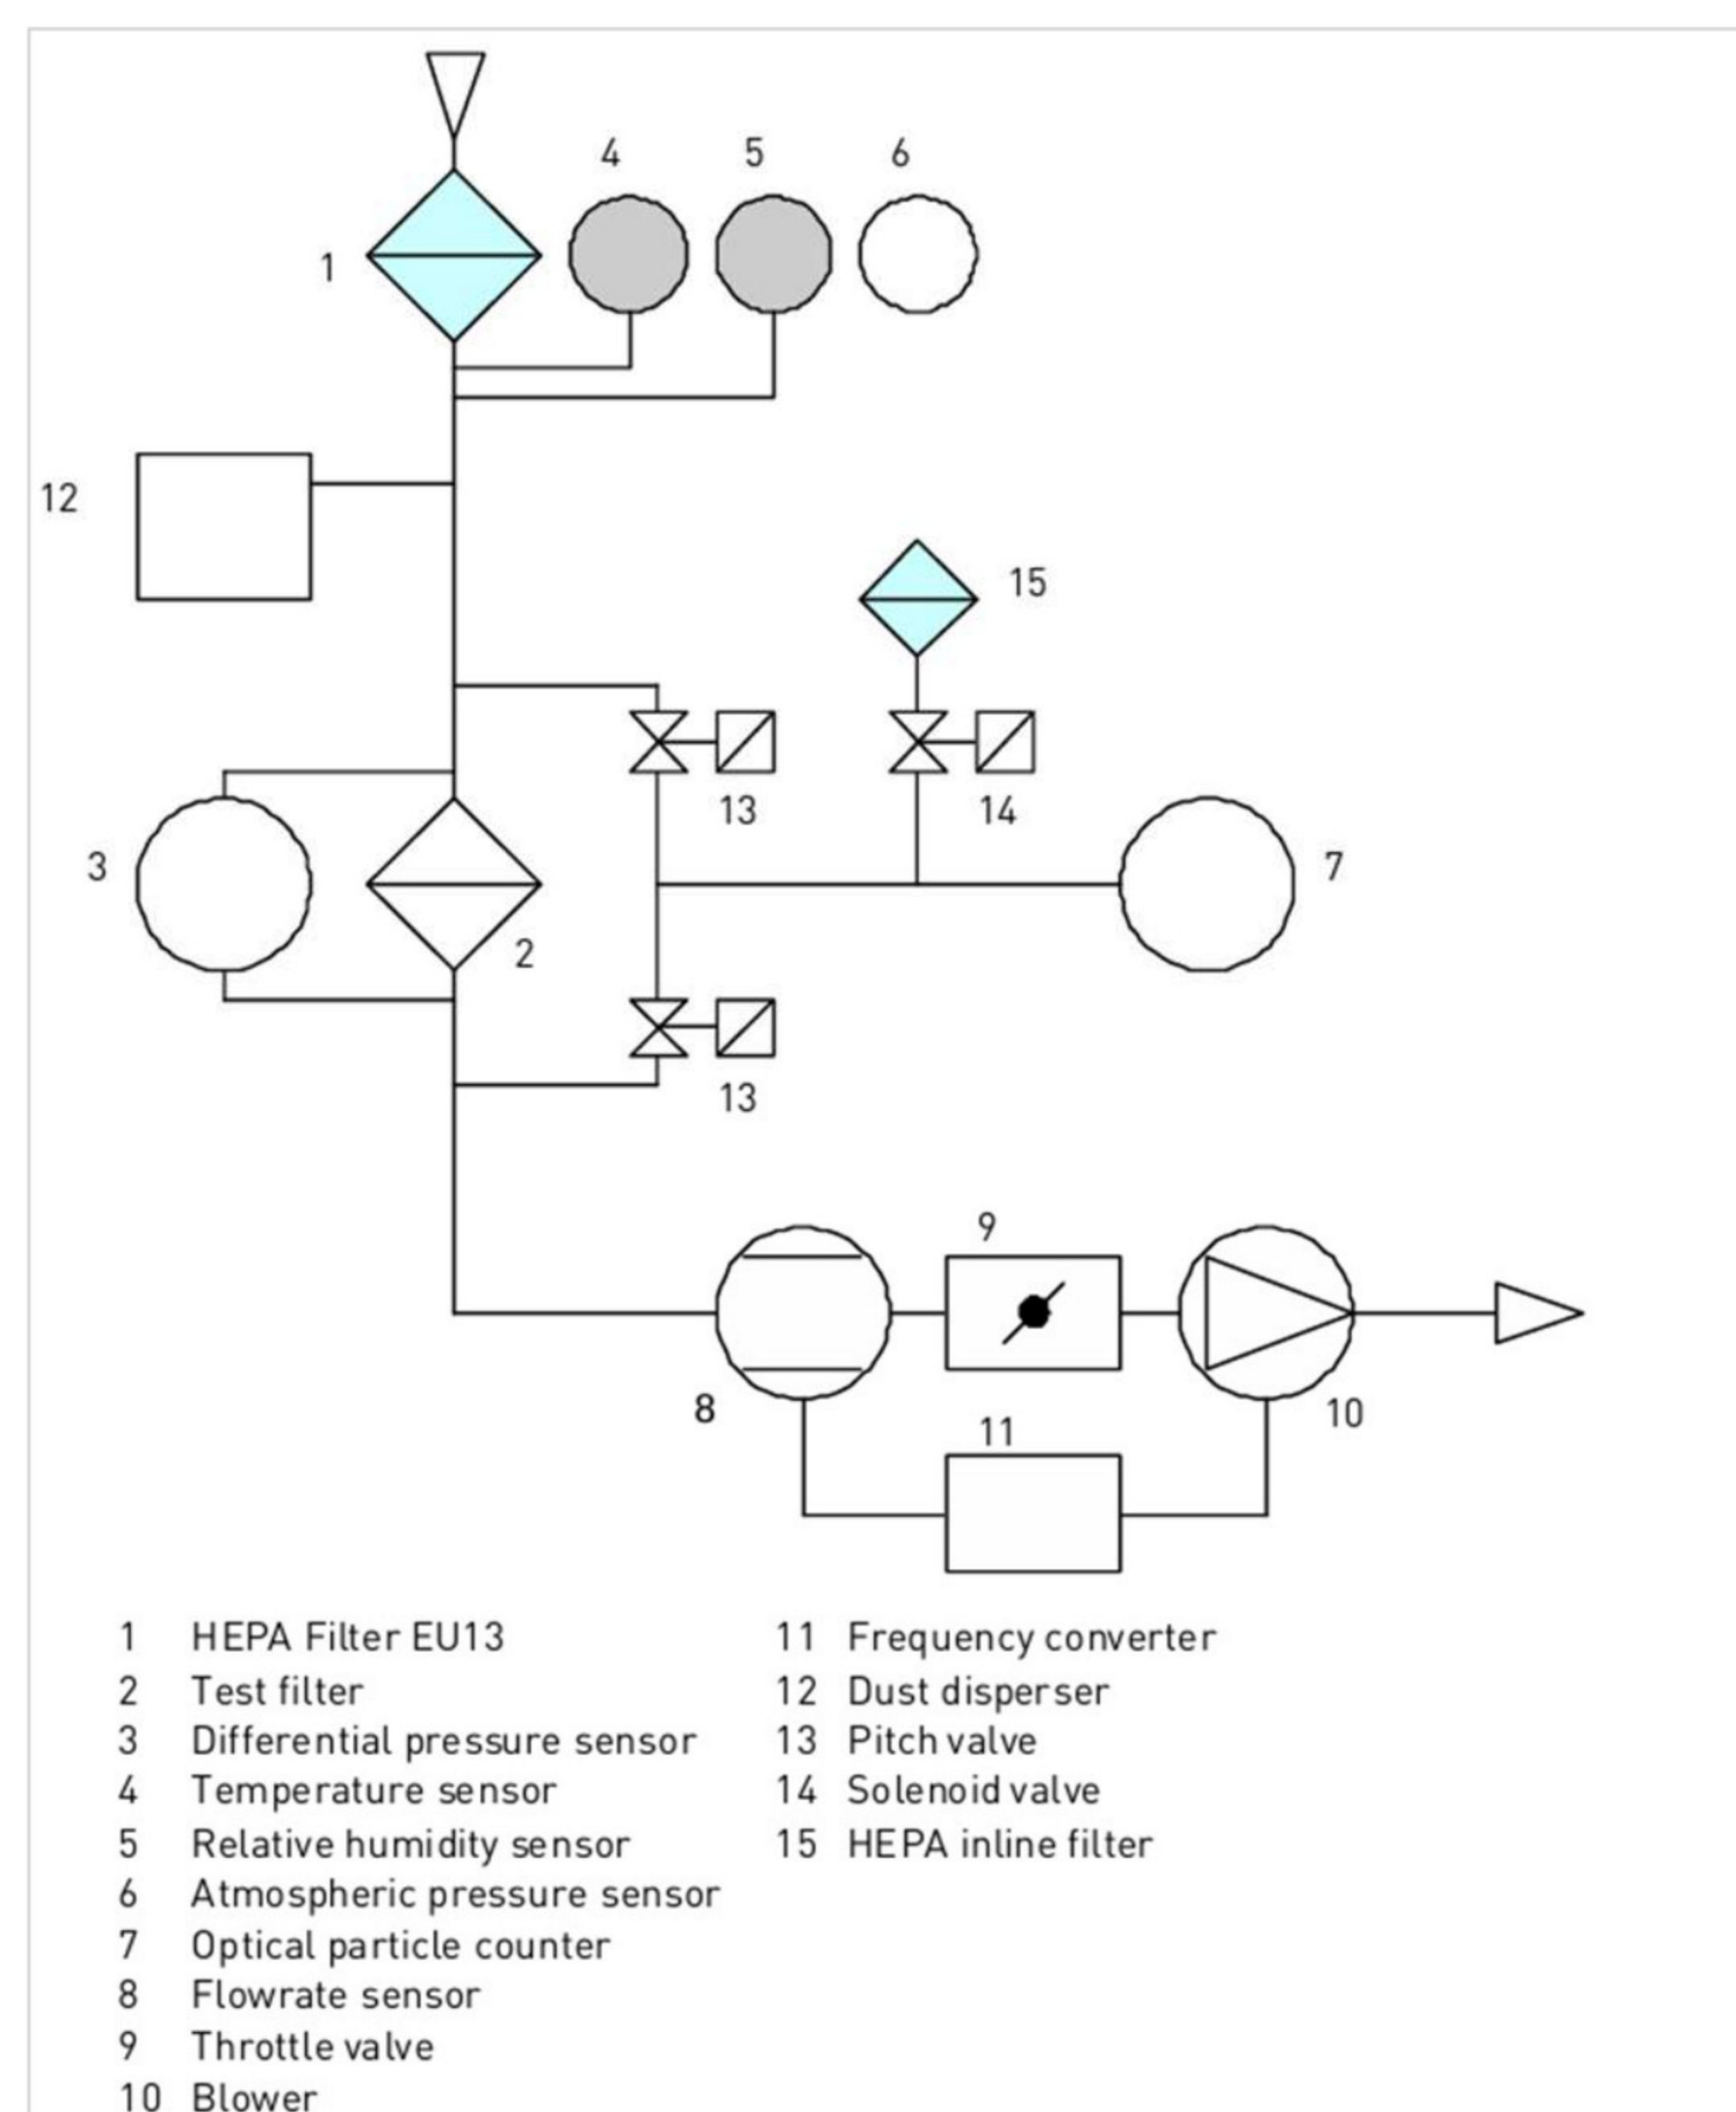 4 5 6
1
12
15
13 14
3 7
2
13
9
8
10
11
1 HEPA Filter EU13
2 Test filter
3 Differential pressure sensor
4 Temperature sensor
5 Relative humidity sensor
6 Atmospheric pressure sensor
7 Optical particle counter
8 Flowrate sensor
9 Throttle valve
10 Blower
11 Frequency converter
12 Dust disperser
13 Pitch valve
14 Solenoid valve
15 HEPA inline filter